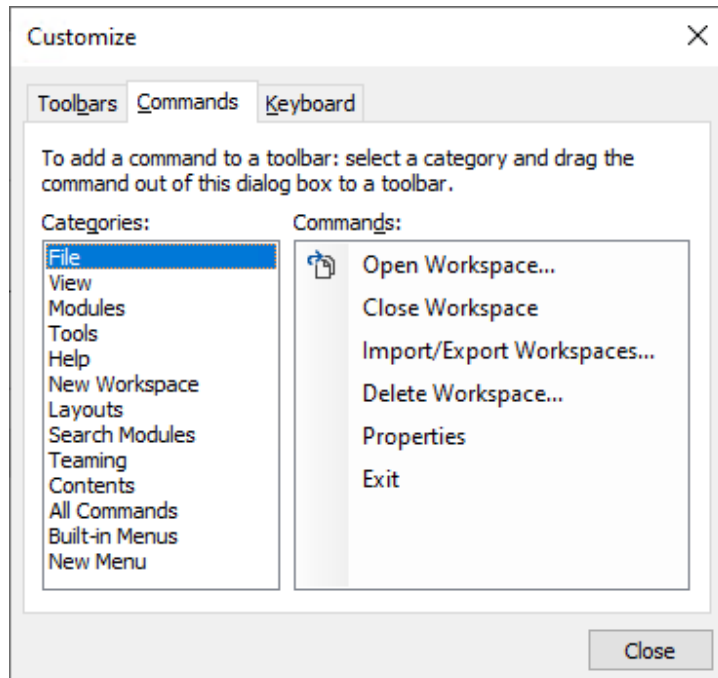 Customize
Toolbars Commands Keyboard
To add a command to a toolbar: select a category and drag the
command out of this dialog box to a toolbar.
Categories:
File
View
Modules
Tools
Help
New Workspace
Layouts
Search Modules
Teaming
Contents
All Commands
Built-in Menus
New Menu
Commands:
Open Workspace...
Close Workspace
Import/Export Workspaces...
Delete Workspace...
Properties
Exit
Close